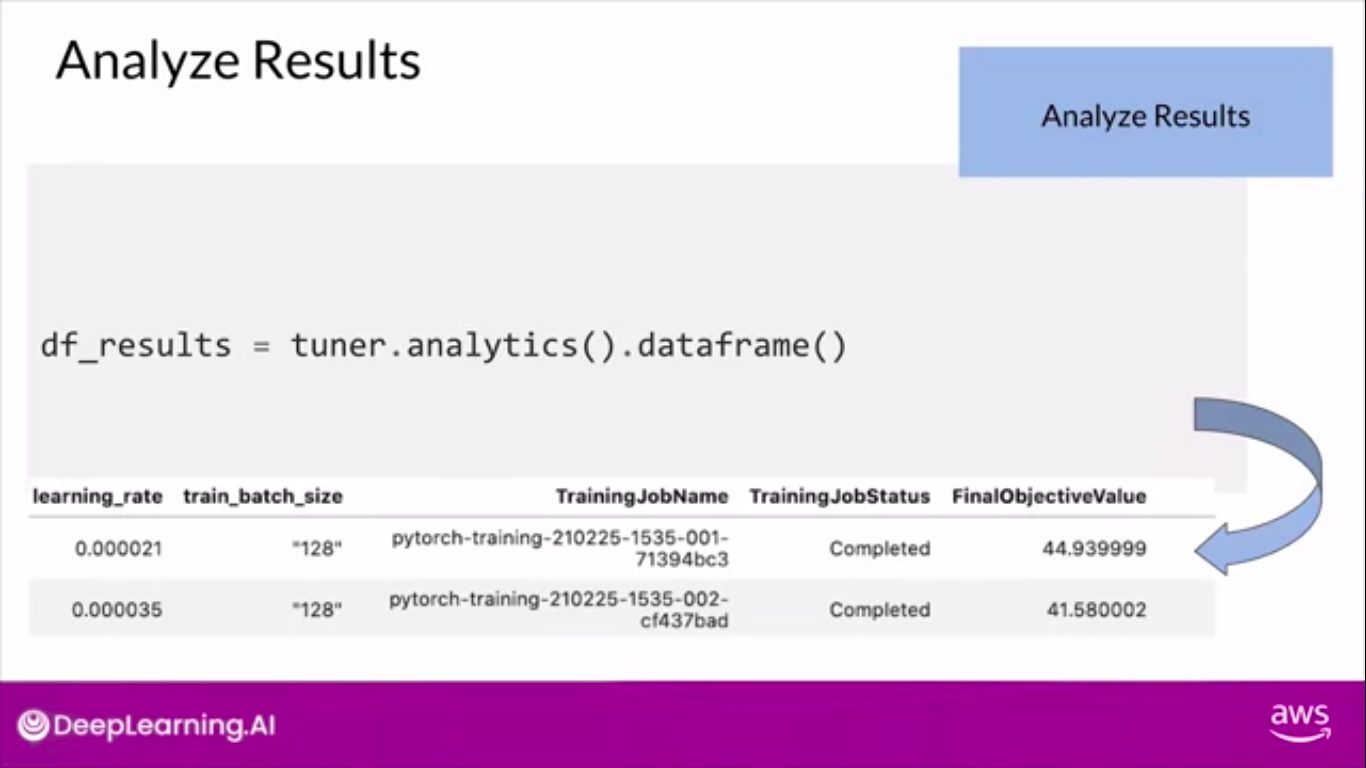 Analyze Results
Analyze Results
df_results = tuner.analytics().dataframe()
learning_rate train_batch_size TrainingJobName TrainingJobStatus FinalObjectiveValue
0.000021 "128" pytorch-training-210225-1535-001-71394bc3 Completed 44.939999
0.000035 "128" pytorch-training-210225-1535-002-cf437bad Completed 41.580002
DeepLearning.AI
aws